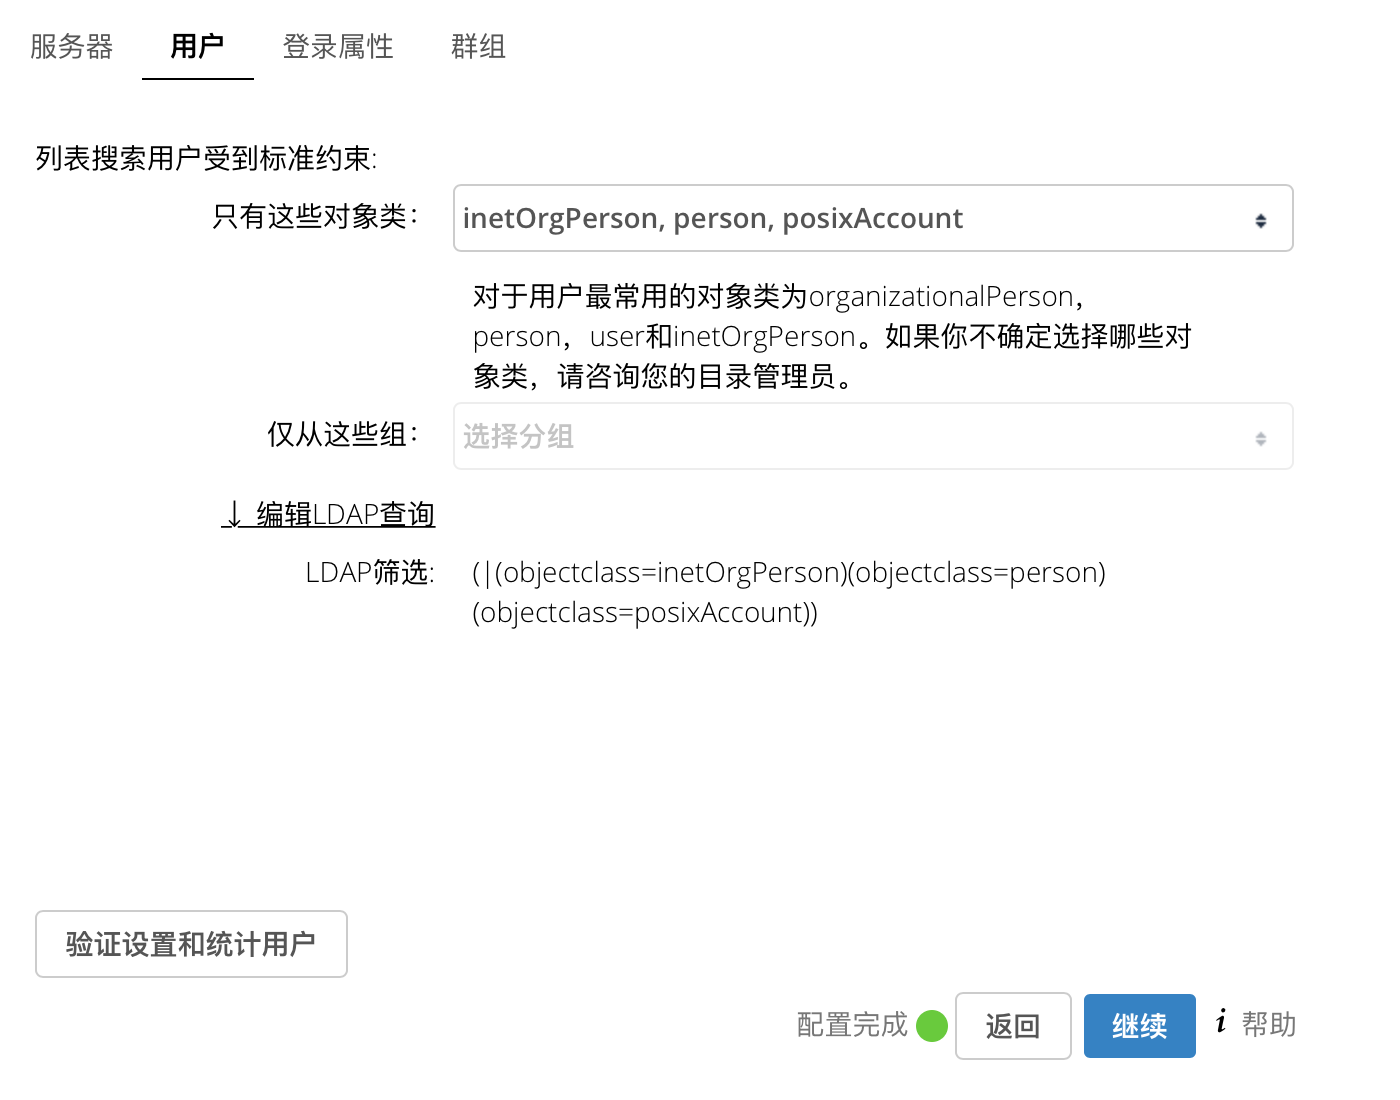 服务器 用户 登录属性 群组
列表搜索用户受到标准约束:
只有这些对象类： inetOrgPerson, person, posixAccount
对于用户最常用的对象类为organizationalPerson，
person，user和inetOrgPerson。如果你不确定选择哪些对
象类，请咨询您的目录管理员。
仅从这些组： 选择分组
↓ 编辑LDAP查询
LDAP筛选: (|(objectclass=inetOrgPerson)(objectclass=person)
(objectclass=posixAccount))
验证设置和统计用户
配置完成 返回 继续 i 帮助